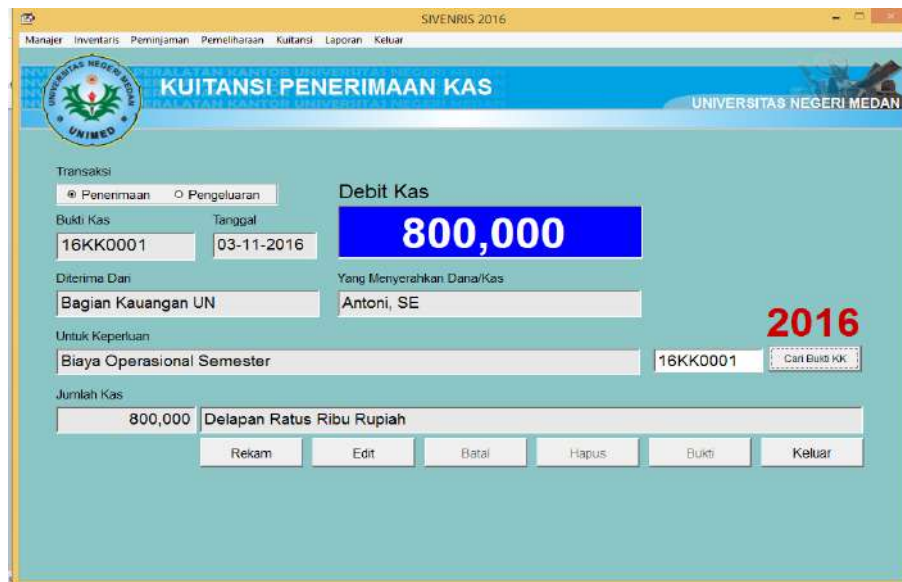 SIVENRIS 2016
Manajer Inventaris Peminjaman Pemeliharaan Kuitansi Laporan Keluar
KUITANSI PENERIMAAN KAS
UNIVERSITAS NEGERI MEDAN
UNIVERSITAS NEGERI MEDAN
UNIMED
Transaksi
Penerimaan Pengeluaran
Debit Kas
Bukti Kas Tanggal
800,000
16KK0001 03-11-2016
Diterima Dari Yang Menyerahkan Dana/Kas
Bagian Kauangan UN Antoni, SE
2016
Untuk Keperluan
Biaya Operasional Semester 16KK0001 Cari Bukti KK
Jumlah Kas
800,000 Delapan Ratus Ribu Rupiah
Rekam Edit Batal Hapus Bukti Keluar